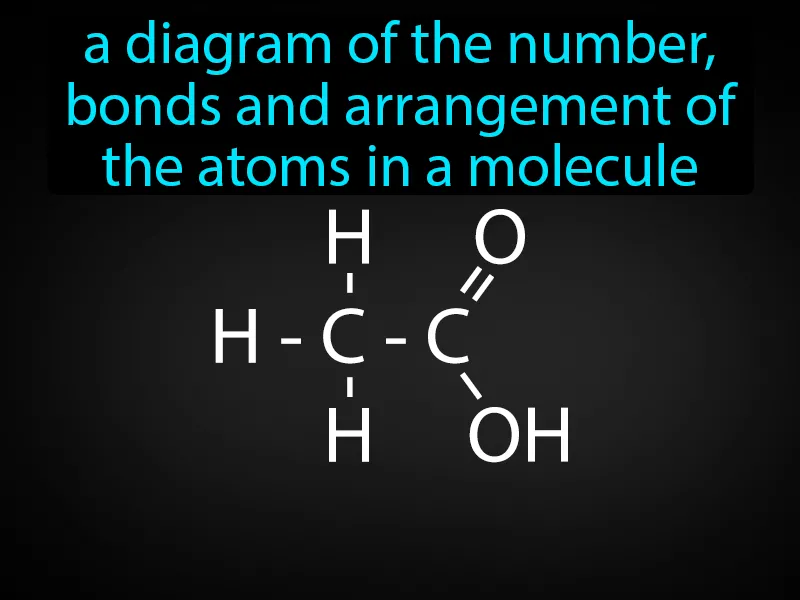 a diagram of the number,
bonds and arrangement of
the atoms in a molecule
H O
H - C - C
H OH